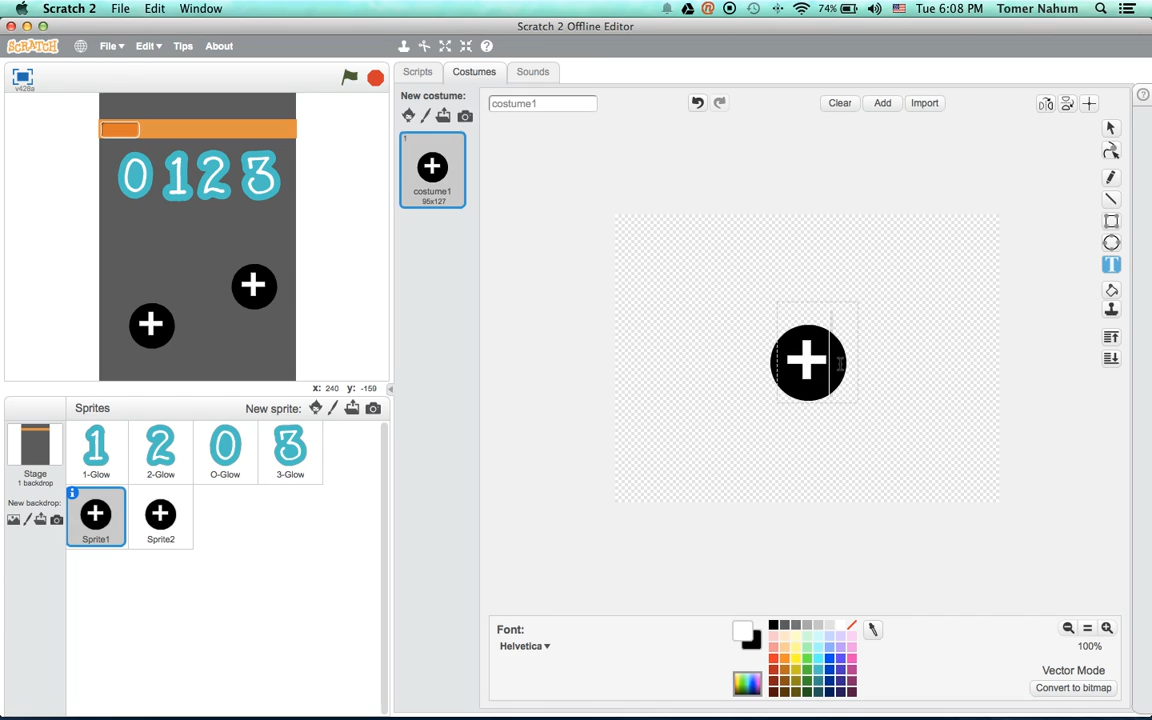 Scratch 2 File Edit Window 74% Tue 6:08 PM Tomer Nahum
Scratch 2 Offline Editor
SCRATCH File Edit Tips About
v428a
Scripts Costumes Sounds
New costume:
costume1
Clear Add Import
1
costume1
95x127
0 1 2 3
+
+
+
+
x: 240 y: -159
Sprites New sprite:
Stage
1 backdrop
New backdrop:
1 2 0 3
1-Glow 2-Glow O-Glow 3-Glow
+ +
Sprite1 Sprite2
T
Font:
Helvetica
100%
Vector Mode
Convert to bitmap